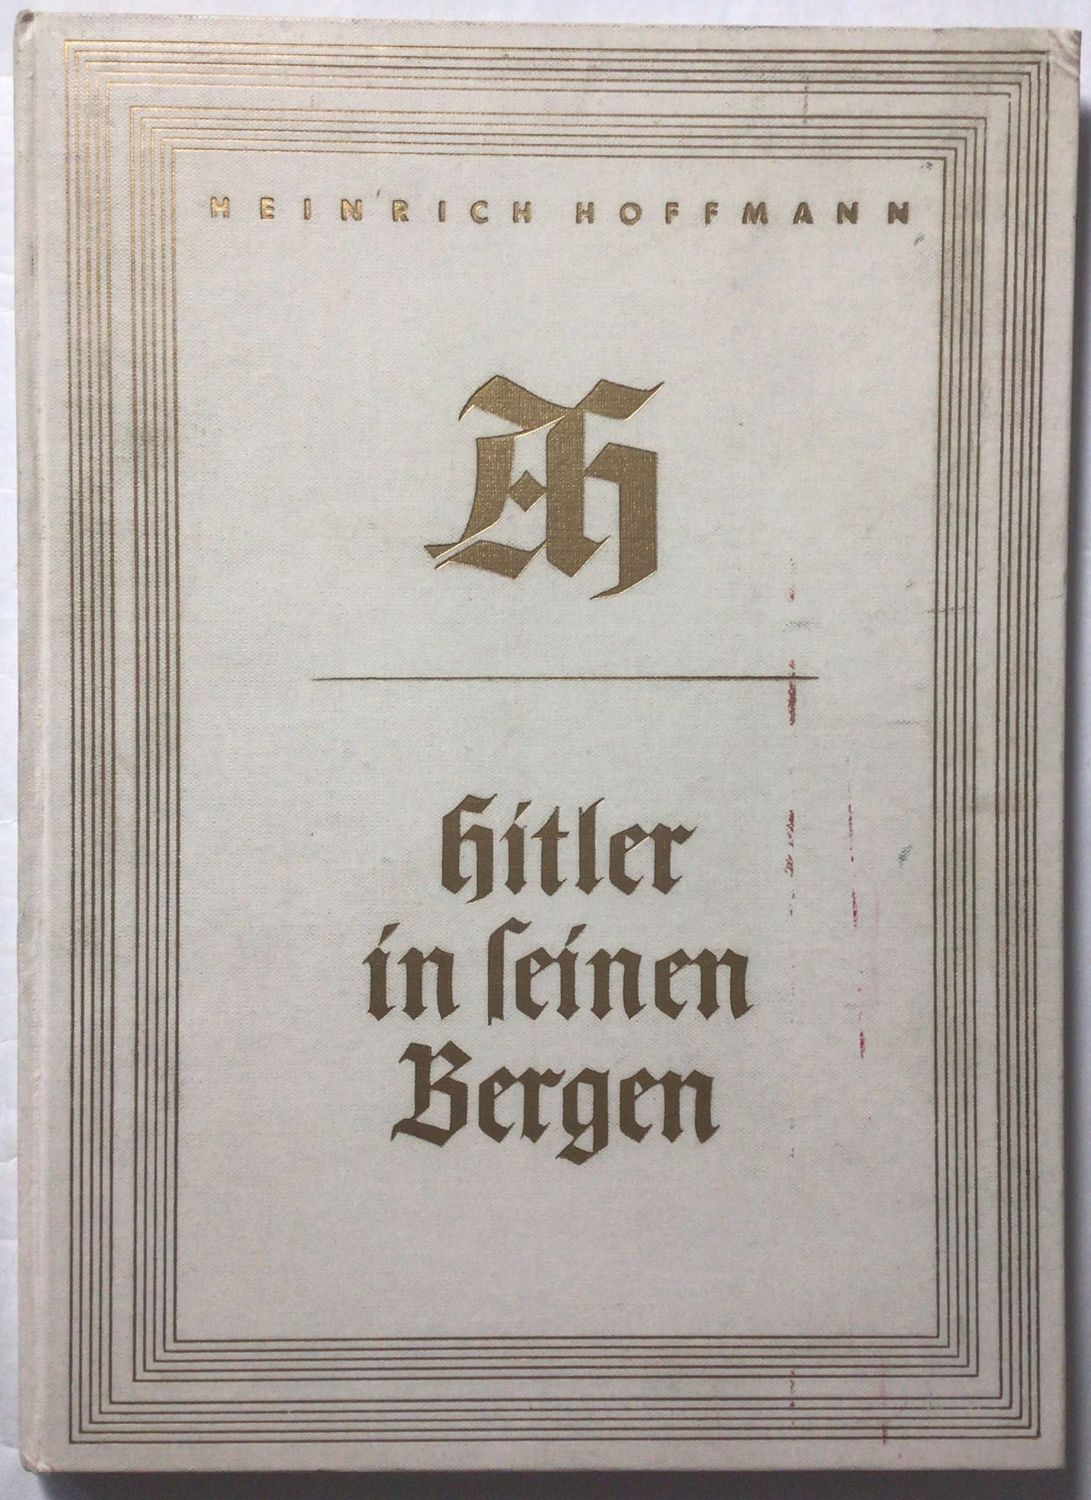 HEINRICH HOFFMANN
AH
Hitler
in ſeinen
Bergen